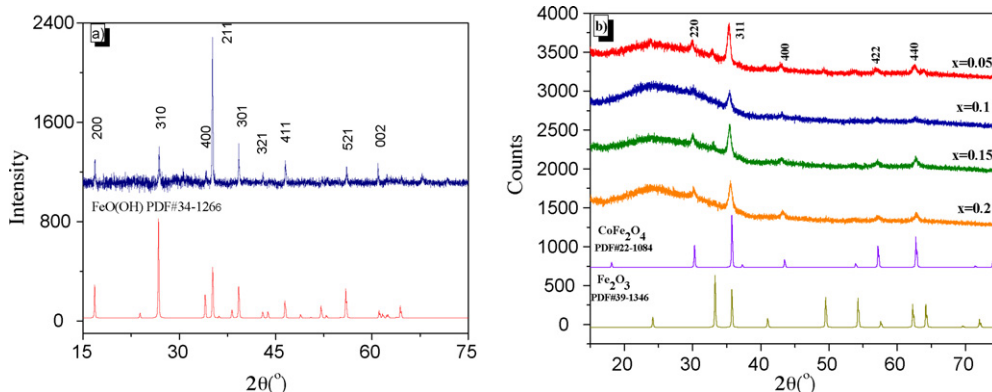 a)
2400
1600
800
0
Intensity
200
310
400
211
301
321
411
521
002
FeO(OH) PDF#34-1266
15
30
45
60
75
2θ(°)
b)
4000
3500
3000
2500
2000
1500
1000
500
0
Counts
220
311
400
422
440
x=0.05
x=0.1
x=0.15
x=0.2
CoFe₂O₄
PDF#22-1084
Fe₂O₃
PDF#39-1346
20
30
40
50
60
70
2θ(°)